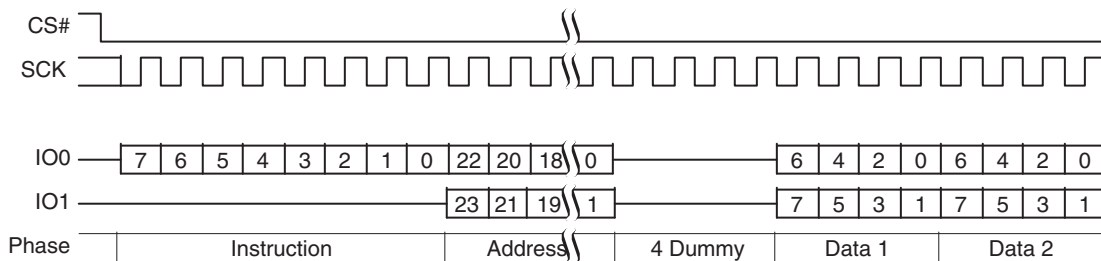 CS#
SCK
IO0 7 6 5 4 3 2 1 0 22 20 18 0 6 4 2 0 6 4 2 0
IO1 23 21 19 1 7 5 3 1 7 5 3 1
Phase Instruction Address 4 Dummy Data 1 Data 2